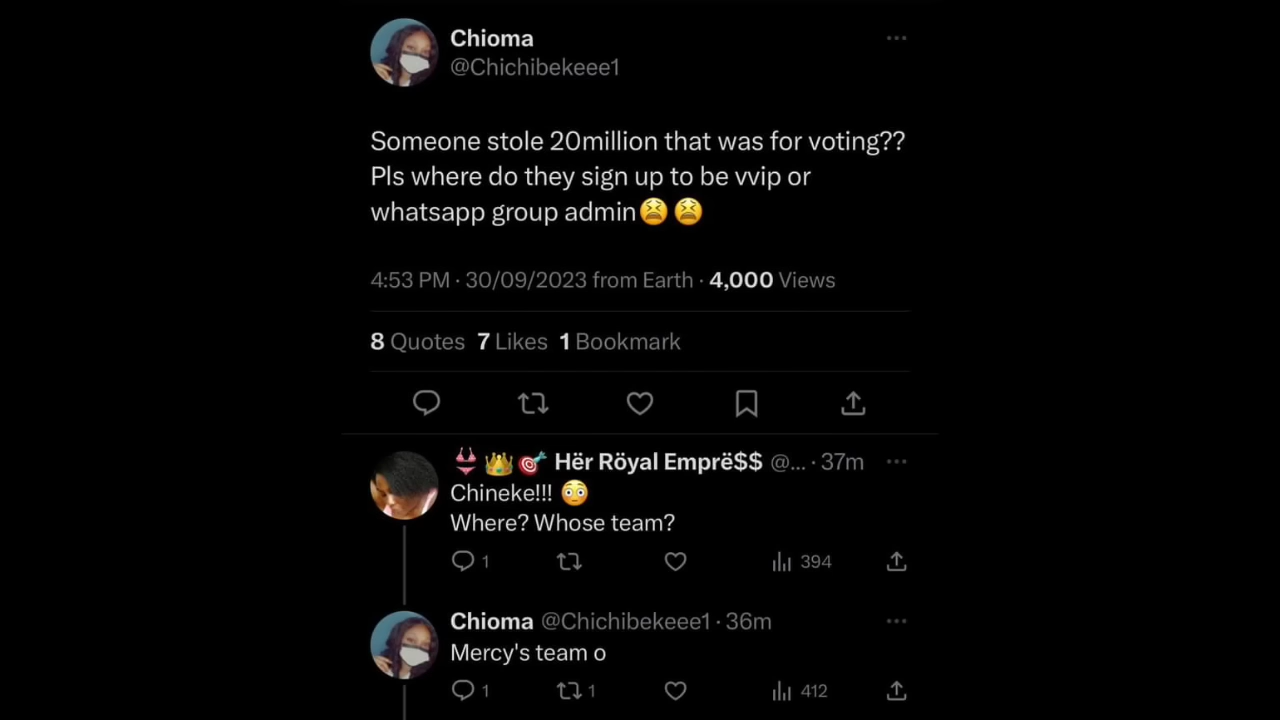 Chioma
@Chichibekeee1
Someone stole 20million that was for voting??
Pls where do they sign up to be vvip or
whatsapp group admin😫😫
4:53 PM · 30/09/2023 from Earth · 4,000 Views
8 Quotes 7 Likes 1 Bookmark
👙👑🎯 Hër Röyal Emprë$$ @... · 37m
Chineke!!! 😳
Where? Whose team?
1 394
Chioma @Chichibekeee1 · 36m
Mercy's team o
1 1 412